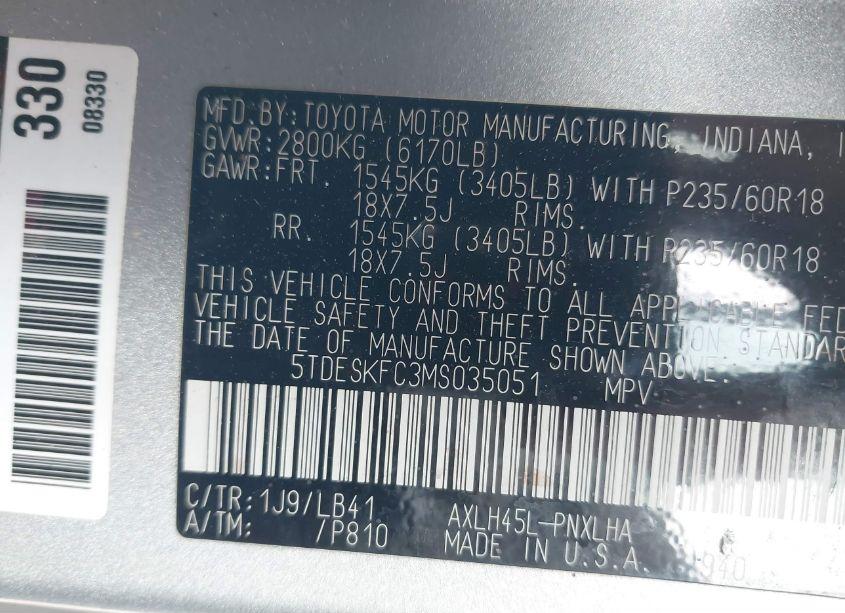 330
08330
MFD.BY:TOYOTA MOTOR MANUFACTURING, INDIANA, I
GVWR:2800KG (6170LB)
GAWR:FRT. 1545KG (3405LB) WITH P235/60R18
18X7.5J RIMS.
RR. 1545KG (3405LB) WITH P235/60R18
18X7.5J RIMS.
THIS VEHICLE CONFORMS TO ALL APPLICABLE FED
VEHICLE SAFETY AND THEFT PREVENTION STANDAR
THE DATE OF MANUFACTURE SHOWN ABOVE.
5TDESKFC3MS035051 MPV
C/TR:1J9/LB41 AXLH45L-PNXLHA
A/TM: /P810 MADE IN U.S.A. 940